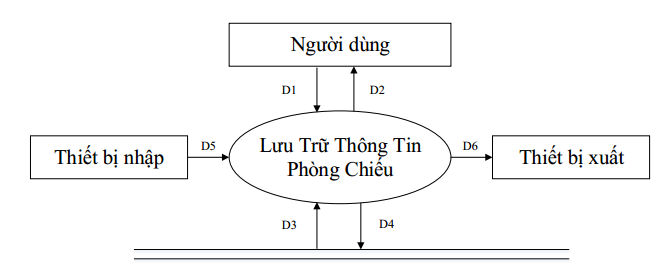 Người dùng
D1
D2
Thiết bị nhập
D5
Lưu Trữ Thông Tin
Phòng Chiếu
D6
Thiết bị xuất
D3
D4